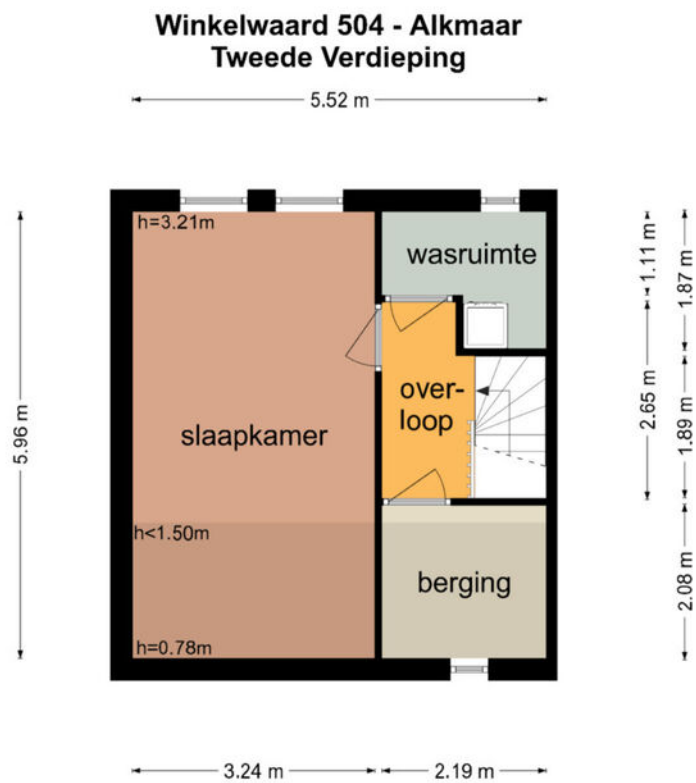 Winkelwaard 504 - Alkmaar
Tweede Verdieping
5.52 m
h=3.21m
wasruimte
1.11 m
1.87 m
5.96 m
slaapkamer
over-
loop
2.65 m
1.89 m
h<1.50m
berging
2.08 m
h=0.78m
3.24 m
2.19 m